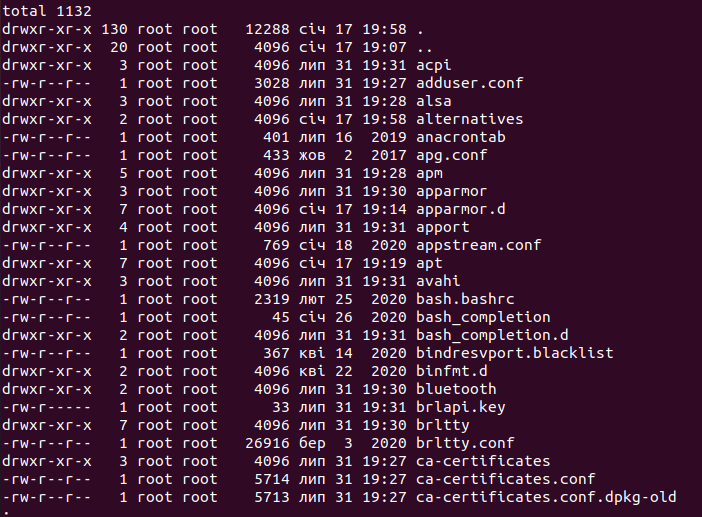 total 1132
drwxr-xr-x 130 root root   12288 січ 17 19:58 .
drwxr-xr-x  20 root root    4096 січ 17 19:07 ..
drwxr-xr-x   3 root root    4096 лип 31 19:31 acpi
-rw-r--r--   1 root root    3028 лип 31 19:27 adduser.conf
drwxr-xr-x   3 root root    4096 лип 31 19:28 alsa
drwxr-xr-x   2 root root    4096 січ 17 19:58 alternatives
-rw-r--r--   1 root root     401 лип 16  2019 anacrontab
-rw-r--r--   1 root root     433 жов  2  2017 apg.conf
drwxr-xr-x   5 root root    4096 лип 31 19:28 apm
drwxr-xr-x   3 root root    4096 лип 31 19:30 apparmor
drwxr-xr-x   7 root root    4096 січ 17 19:14 apparmor.d
drwxr-xr-x   4 root root    4096 лип 31 19:31 apport
-rw-r--r--   1 root root     769 січ 18  2020 appstream.conf
drwxr-xr-x   7 root root    4096 січ 17 19:19 apt
drwxr-xr-x   3 root root    4096 лип 31 19:31 avahi
-rw-r--r--   1 root root    2319 лют 25  2020 bash.bashrc
-rw-r--r--   1 root root      45 січ 26  2020 bash_completion
drwxr-xr-x   2 root root    4096 лип 31 19:31 bash_completion.d
-rw-r--r--   1 root root     367 кві 14  2020 bindresvport.blacklist
drwxr-xr-x   2 root root    4096 кві 22  2020 binfmt.d
drwxr-xr-x   2 root root    4096 лип 31 19:30 bluetooth
-rw-r-----   1 root root      33 лип 31 19:31 brlapi.key
drwxr-xr-x   7 root root    4096 лип 31 19:30 brltty
-rw-r--r--   1 root root   26916 бер  3  2020 brltty.conf
drwxr-xr-x   3 root root    4096 лип 31 19:27 ca-certificates
-rw-r--r--   1 root root    5714 лип 31 19:27 ca-certificates.conf
-rw-r--r--   1 root root    5713 лип 31 19:27 ca-certificates.conf.dpkg-old